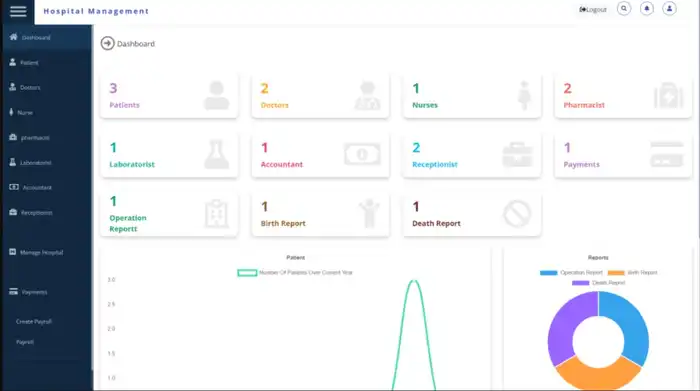 Hospital Management
Logout
Dashboard
Patient
Doctors
Nurse
pharmacist
Laboratorist
Accountant
Receptionist
Manage Hospital
Payments
Create Payroll
Payroll
Dashboard
3
Patients
2
Doctors
1
Nurses
2
Pharmacist
1
Laboratorist
1
Accountant
2
Receptionist
1
Payments
1
Operation
Reportt
1
Birth Report
1
Death Report
Patient
Number Of Patients Over Current Year
3.0
2.5
2.0
1.5
1.0
Reports
Operation Report
Birth Report
Death Report